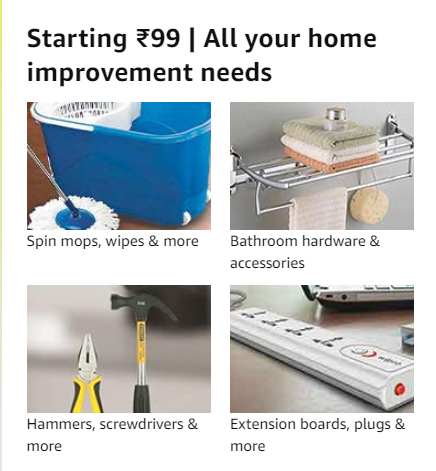 Starting ₹99 | All your home
improvement needs
Spin mops, wipes & more
Bathroom hardware &
accessories
Hammers, screwdrivers &
more
Extension boards, plugs &
more